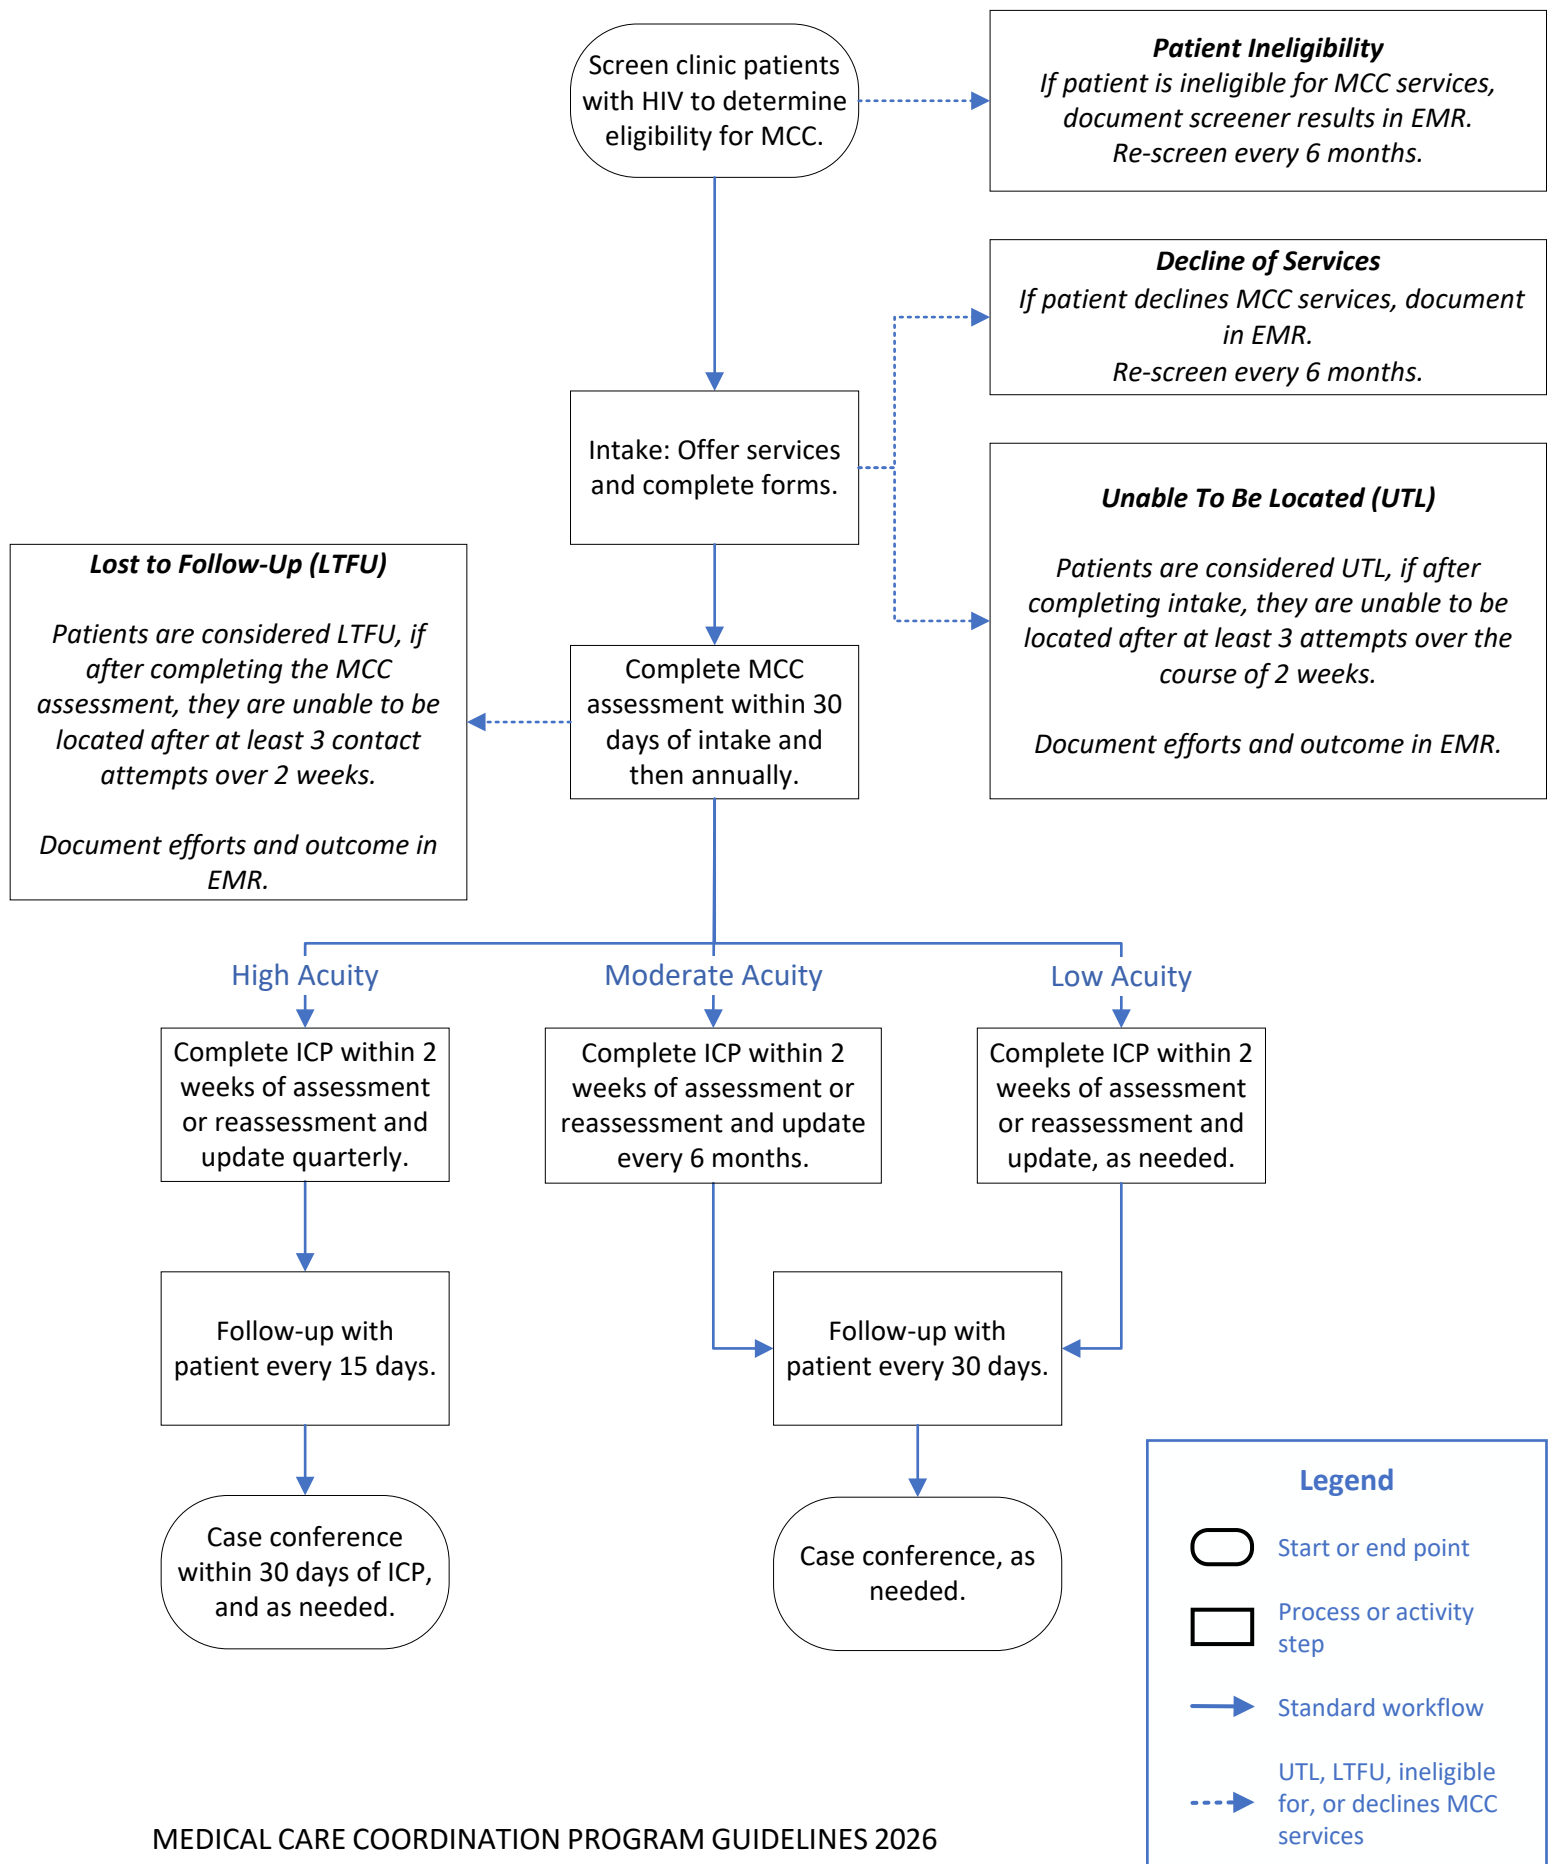 Screen clinic patients
with HIV to determine
eligibility for MCC.
Patient Ineligibility
If patient is ineligible for MCC services,
document screener results in EMR.
Re-screen every 6 months.
Decline of Services
If patient declines MCC services, document
in EMR.
Re-screen every 6 months.
Intake: Offer services
and complete forms.
Unable To Be Located (UTL)
Patients are considered UTL, if after
completing intake, they are unable to be
located after at least 3 attempts over the
course of 2 weeks.
Document efforts and outcome in EMR.
Lost to Follow-Up (LTFU)
Patients are considered LTFU, if
after completing the MCC
assessment, they are unable to be
located after at least 3 contact
attempts over 2 weeks.
Document efforts and outcome in
EMR.
Complete MCC
assessment within 30
days of intake and
then annually.
High Acuity
Moderate Acuity
Low Acuity
Complete ICP within 2
weeks of assessment
or reassessment and
update quarterly.
Complete ICP within 2
weeks of assessment or
reassessment and update
every 6 months.
Complete ICP within 2
weeks of assessment
or reassessment and
update, as needed.
Follow-up with
patient every 15 days.
Follow-up with
patient every 30 days.
Case conference
within 30 days of ICP,
and as needed.
Case conference, as
needed.
Legend
Start or end point
Process or activity
step
Standard workflow
UTL, LTFU, ineligible
for, or declines MCC
services
MEDICAL CARE COORDINATION PROGRAM GUIDELINES 2026